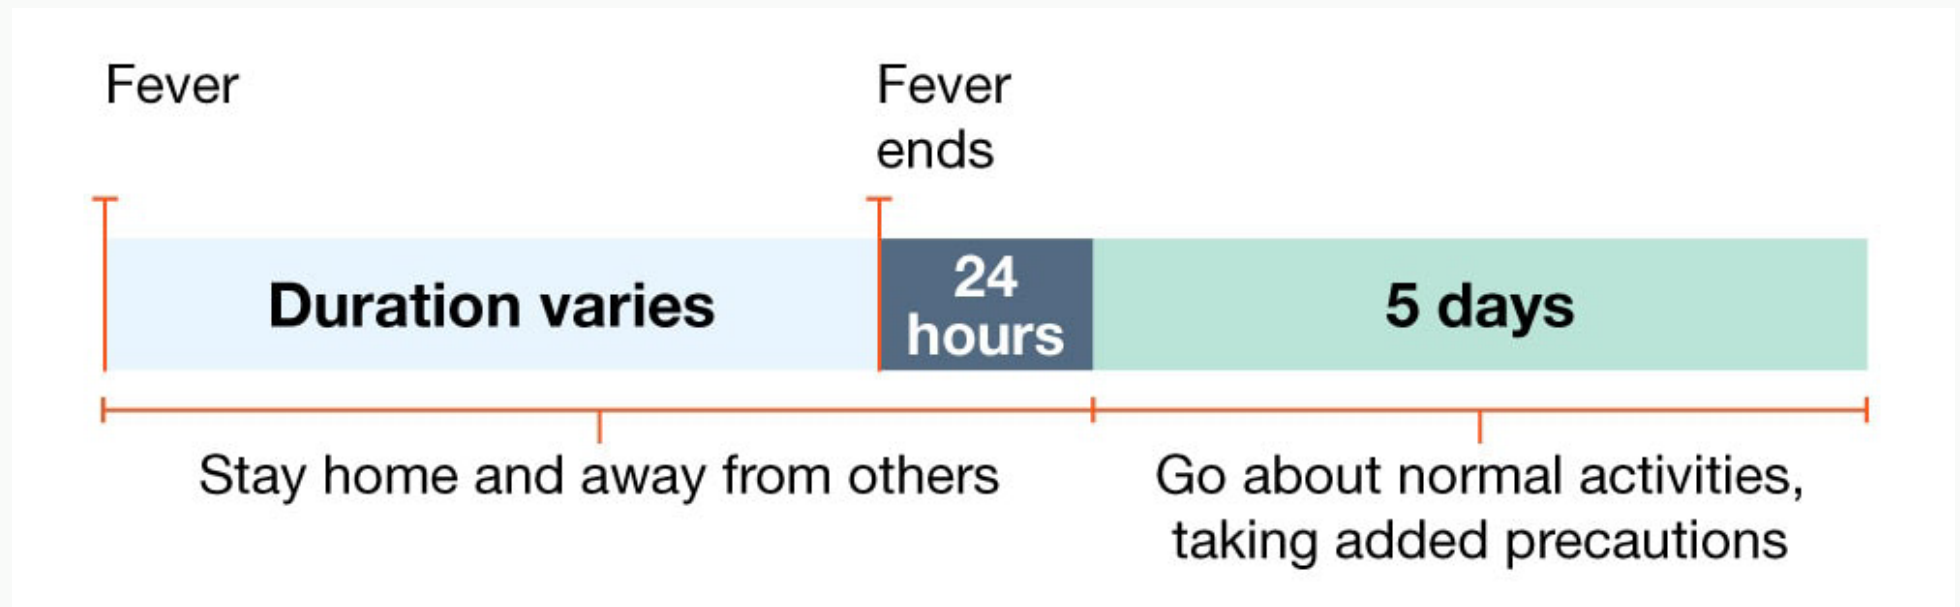 Fever
Fever
ends
Duration varies
24
hours
5 days
Stay home and away from others
Go about normal activities,
taking added precautions